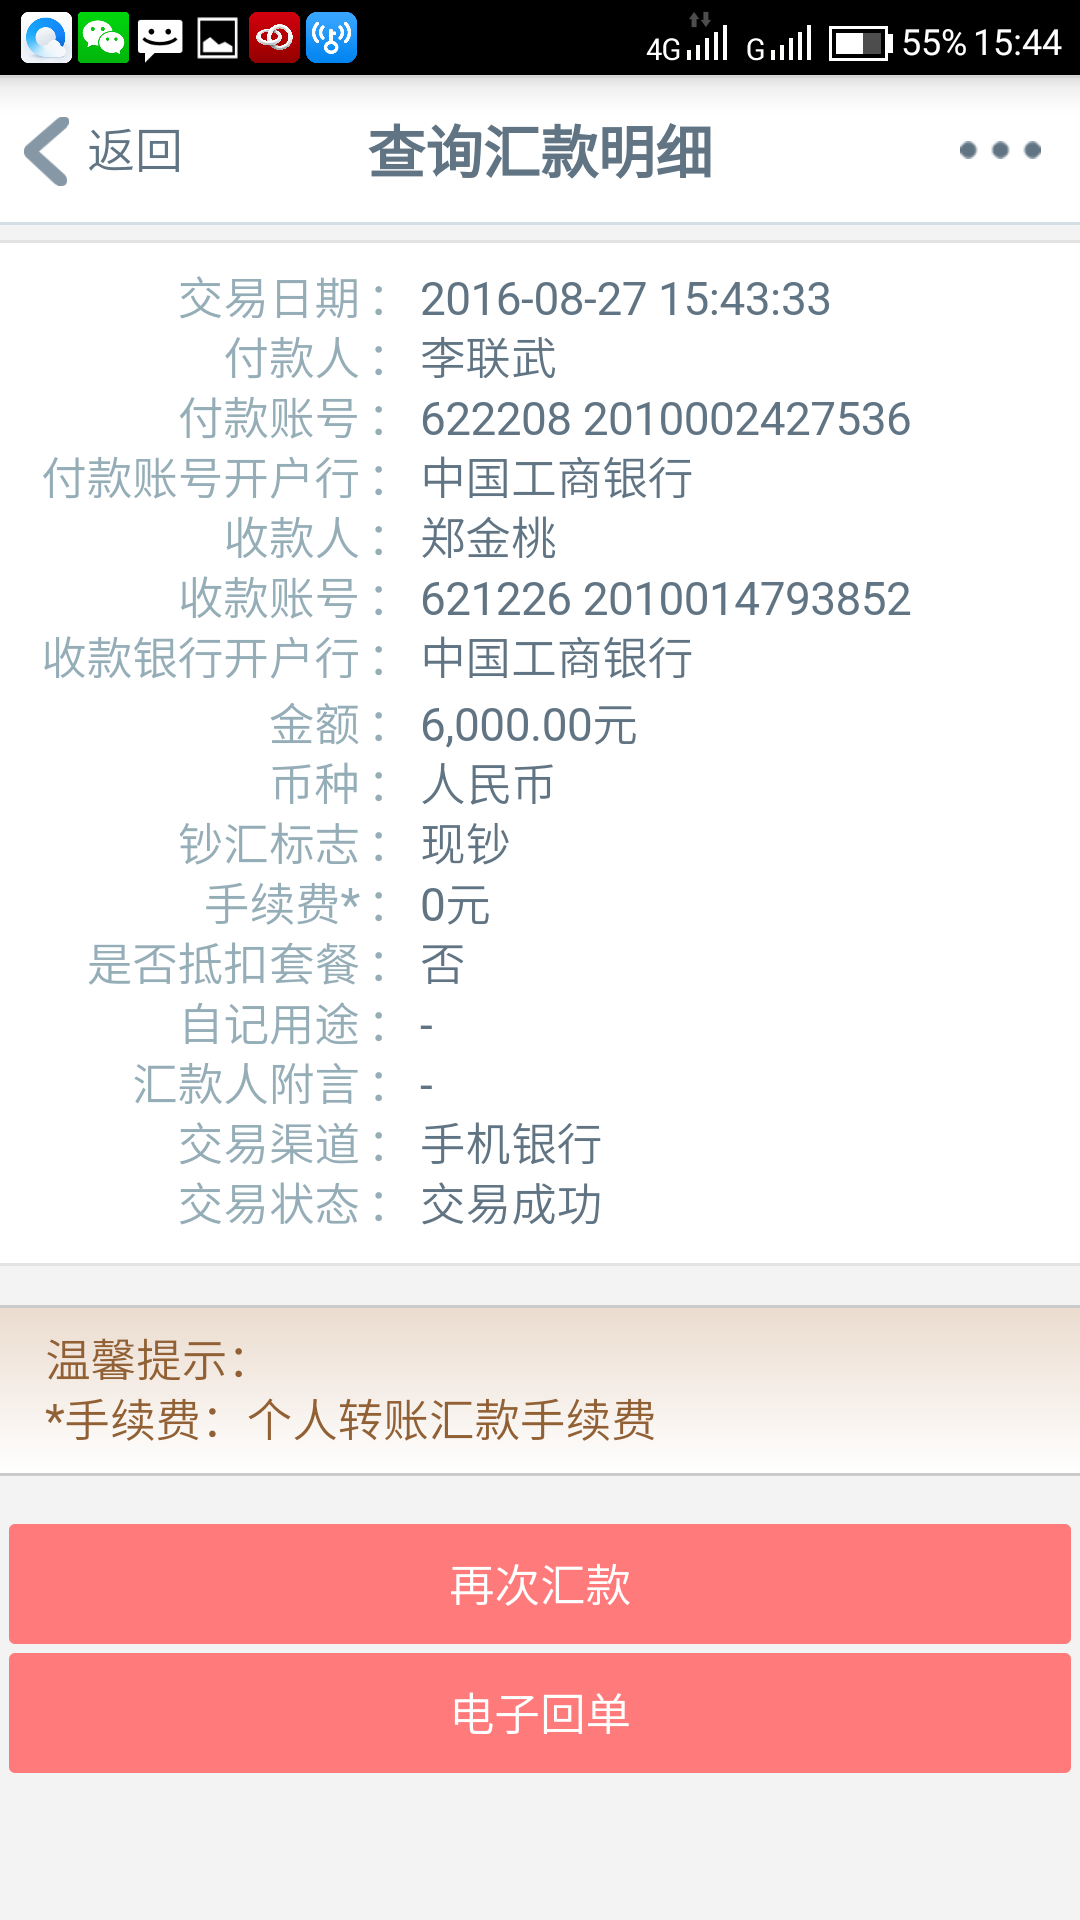 4G G 55% 15:44
返回 查询汇款明细
交易日期： 2016-08-27 15:43:33
付款人： 李联武
付款账号： 622208 2010002427536
付款账号开户行： 中国工商银行
收款人： 郑金桃
收款账号： 621226 2010014793852
收款银行开户行： 中国工商银行
金额： 6,000.00元
币种： 人民币
钞汇标志： 现钞
手续费*： 0元
是否抵扣套餐： 否
自记用途： -
汇款人附言： -
交易渠道： 手机银行
交易状态： 交易成功
温馨提示：
*手续费：个人转账汇款手续费
再次汇款
电子回单